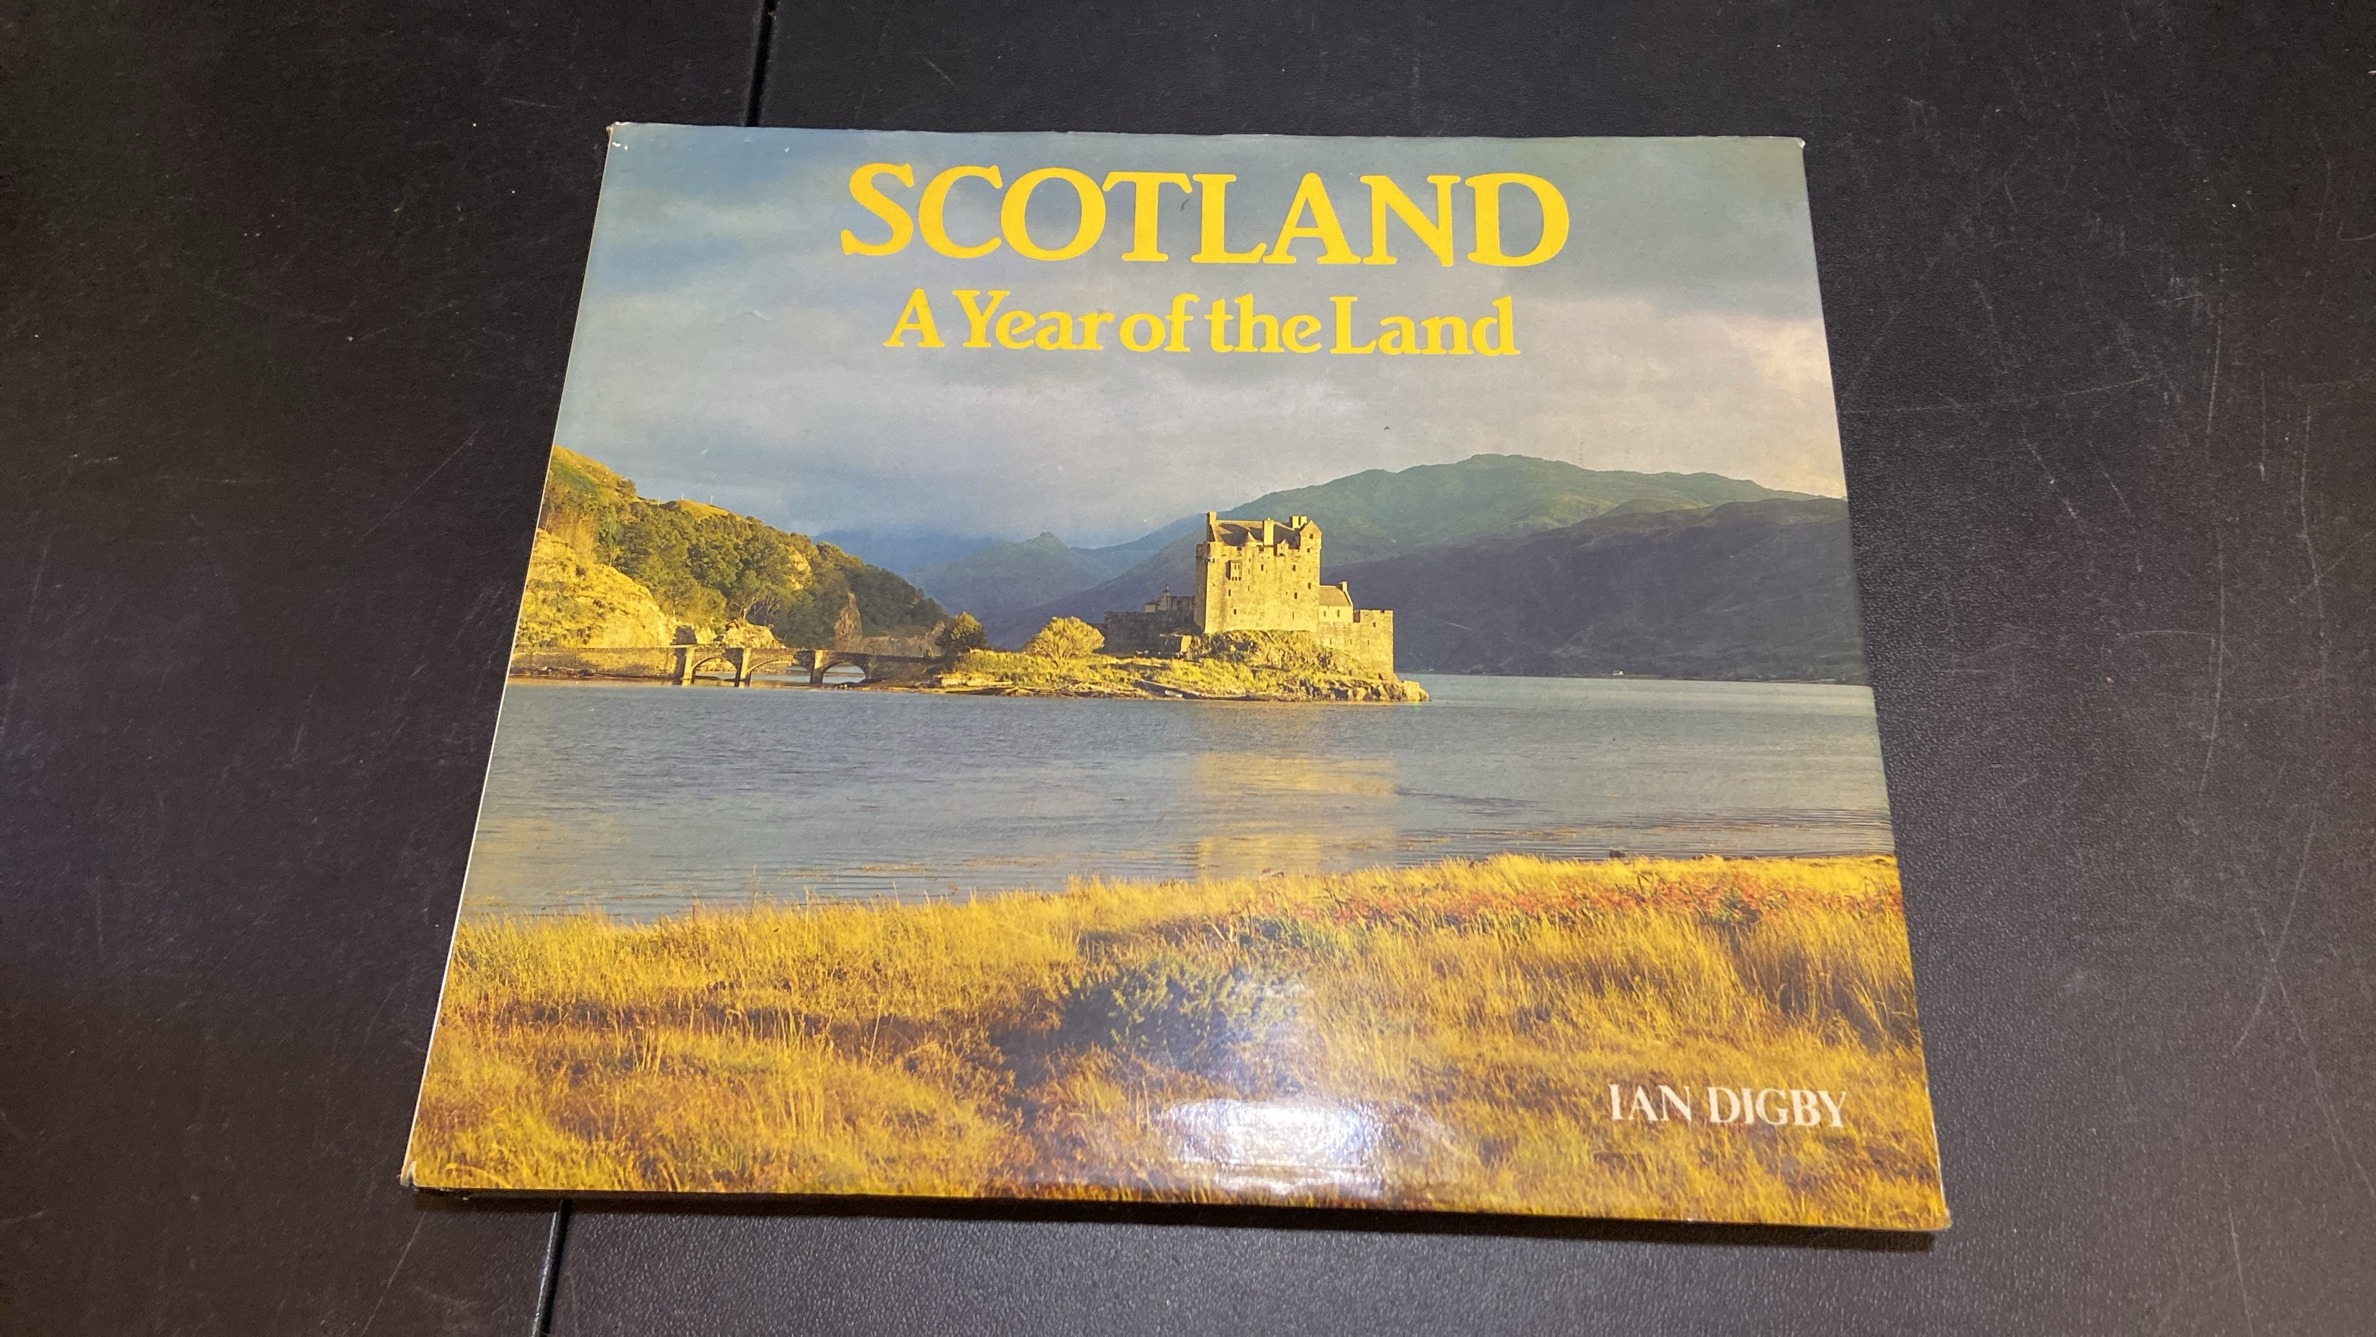 SCOTLAND
A Year of the Land
IAN DIGBY